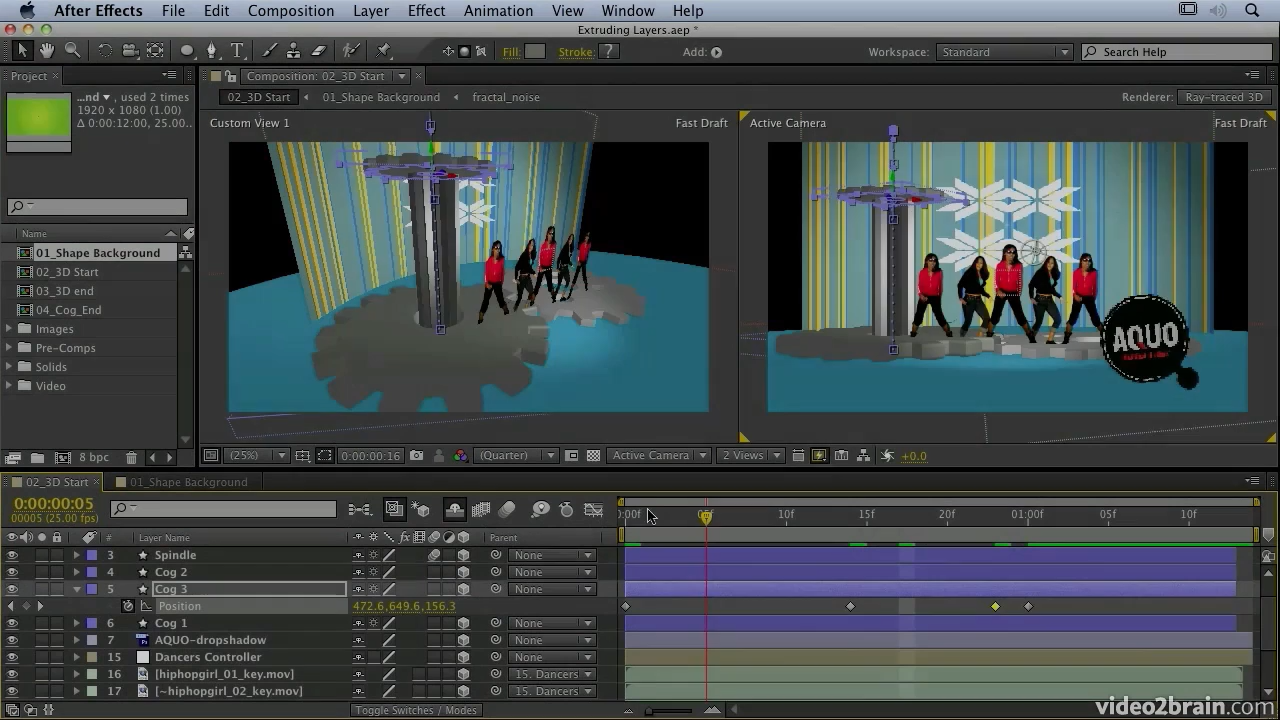 After Effects File Edit Composition Layer Effect Animation View Window Help
Extruding Layers.aep *
Fill: Stroke: ? Add: Workspace: Standard Search Help
Project Composition: 02_3D Start
...nd ▾, used 2 times
1920 x 1080 (1.00)
Δ 0:00:12:00, 25.00...
02_3D Start 01_Shape Background fractal_noise Renderer: Ray-traced 3D
Custom View 1 Fast Draft Active Camera Fast Draft
Name
01_Shape Background
02_3D Start
03_3D end
04_Cog_End
Images
Pre-Comps
Solids
Video
AQUO
8 bpc (25%) 0:00:00:16 (Quarter) Active Camera 2 Views +0.0
02_3D Start 01_Shape Background
0:00:00:05
00005 (25.00 fps)
0:00f 05f 10f 15f 20f 01:00f 05f 10f
# Layer Name fx Parent
3 Spindle None
4 Cog 2 None
5 Cog 3 None
Position 472.6,649.6,156.3
6 Cog 1 None
7 AQUO-dropshadow None
15 Dancers Controller None
16 [hiphopgirl_01_key.mov] 15. Dancers
17 [~hiphopgirl_02_key.mov] 15. Dancers
Toggle Switches / Modes
video2brain.com